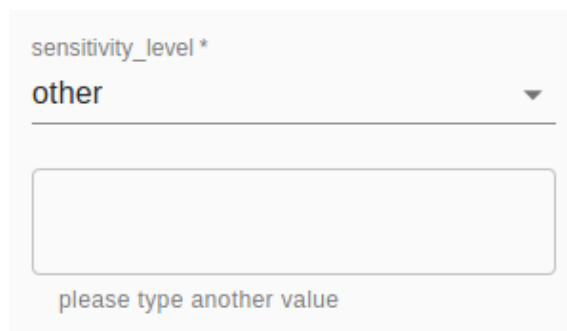 sensitivity_level *
other
please type another value